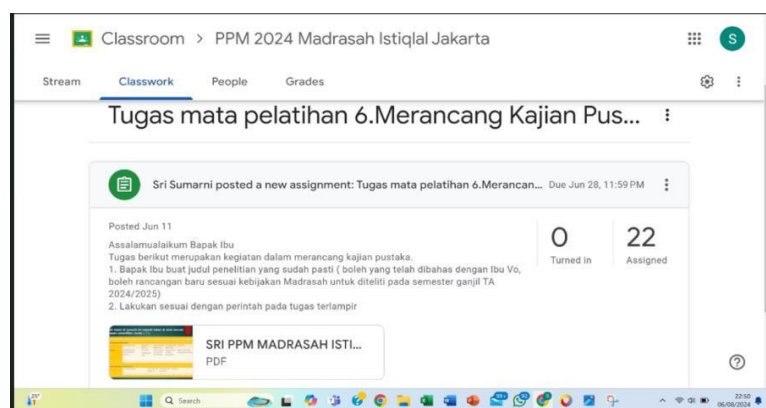 Classroom > PPM 2024 Madrasah Istiqlal Jakarta
S
Stream Classwork People Grades
Tugas mata pelatihan 6.Merancang Kajian Pus...
Sri Sumarni posted a new assignment: Tugas mata pelatihan 6.Merancan... Due Jun 28, 11:59 PM
Posted Jun 11
0 22
Turned in Assigned
Assalamualaikum Bapak Ibu
Tugas berikut merupakan kegiatan dalam merancang kajian pustaka.
1. Bapak Ibu buat judul penelitian yang sudah pasti ( boleh yang telah dibahas dengan Ibu Vo,
boleh rancangan baru sesuai kebijakan Madrasah untuk diteliti pada semester ganjil TA
2024/2025)
2. Lakukan sesuai dengan perintah pada tugas terlampir
SRI PPM MADRASAH ISTI...
PDF
Search
22:50
06/08/2024